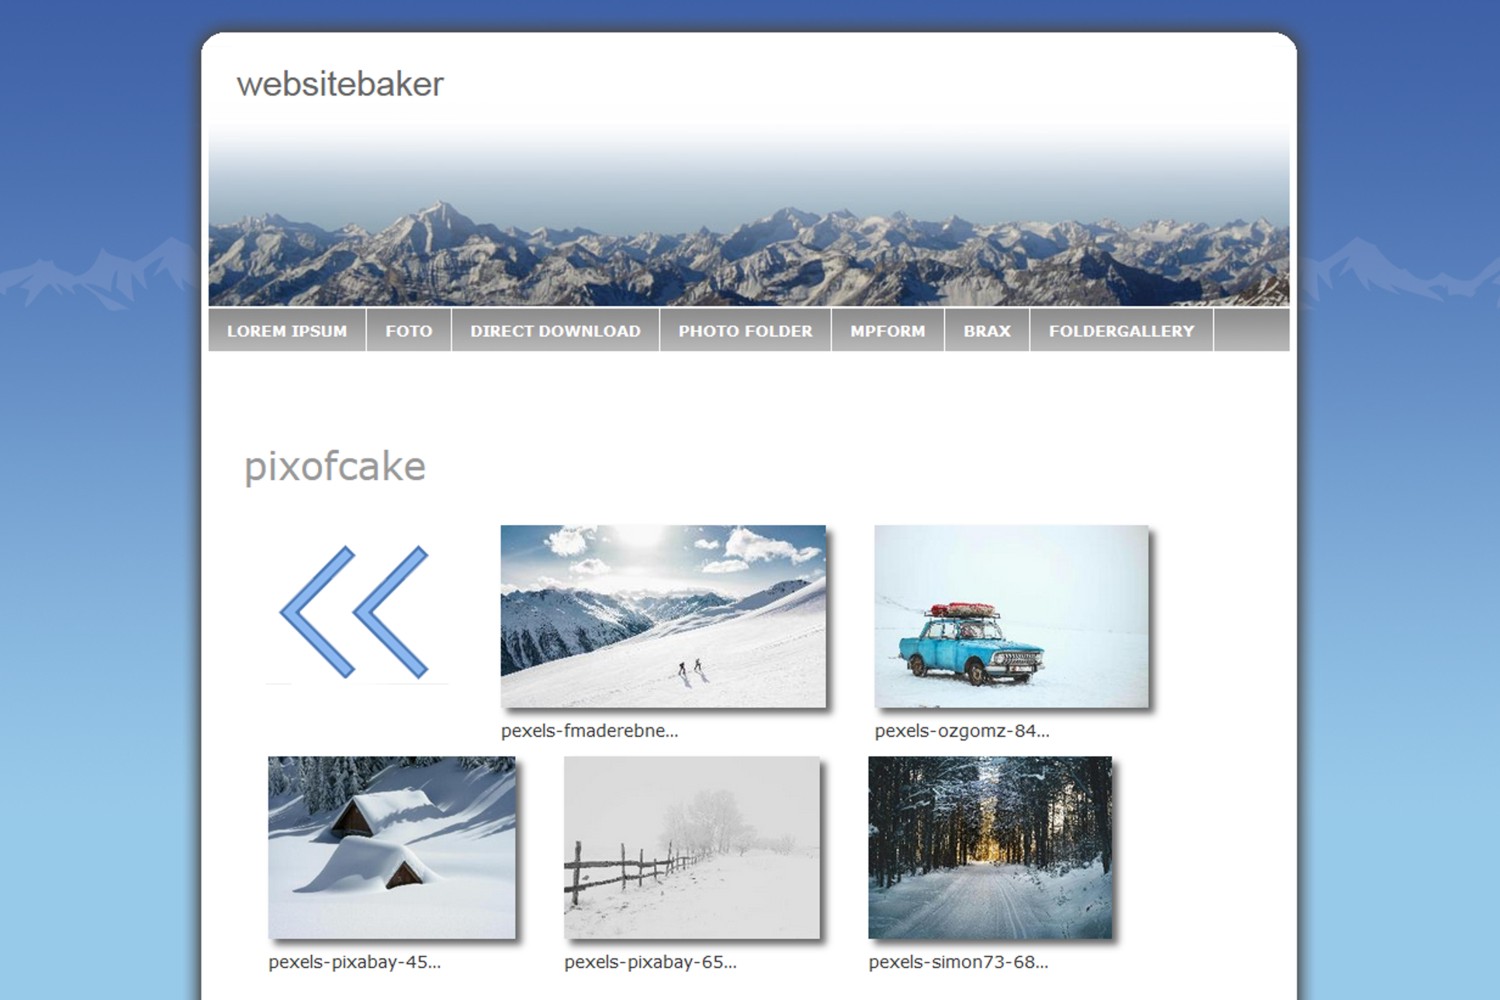 websitebaker
LOREM IPSUM FOTO DIRECT DOWNLOAD PHOTO FOLDER MPFORM BRAX FOLDERGALLERY
pixofcake
pexels-fmaderebne... pexels-ozgomz-84...
pexels-pixabay-45... pexels-pixabay-65... pexels-simon73-68...